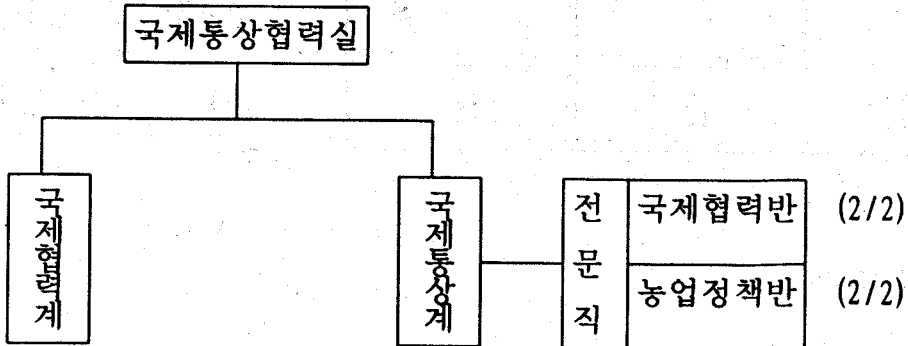 국제통상협력실
국제협력계
국제통상계
전문직
국제협력반 (2/2)
농업정책반 (2/2)